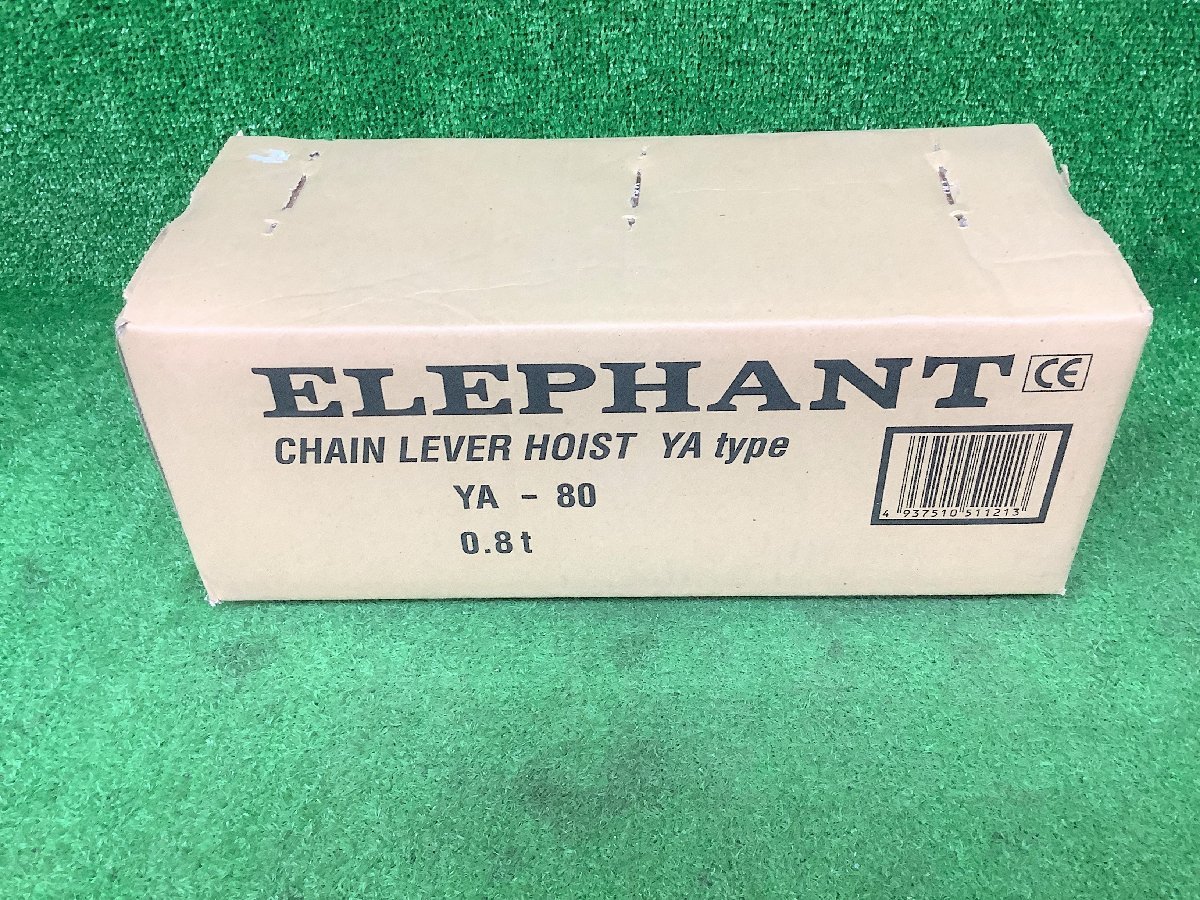 ELEPHANT CE
CHAIN LEVER HOIST YA type
YA - 80
0.8t
4 937510 511213